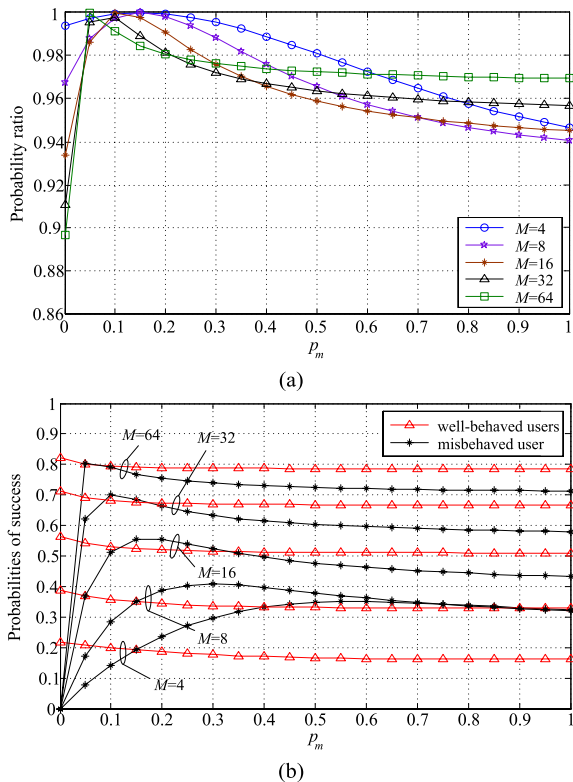 1
0.98
0.96
0.94
0.92
0.9
0.88
0.86
Probability ratio
M=4
M=8
M=16
M=32
M=64
0 0.1 0.2 0.3 0.4 0.5 0.6 0.7 0.8 0.9 1
pm
(a)
1
0.9
0.8
0.7
0.6
0.5
0.4
0.3
0.2
0.1
0
Probabilities of success
well-behaved users
misbehaved user
M=64
M=32
M=16
M=8
M=4
0 0.1 0.2 0.3 0.4 0.5 0.6 0.7 0.8 0.9 1
pm
(b)